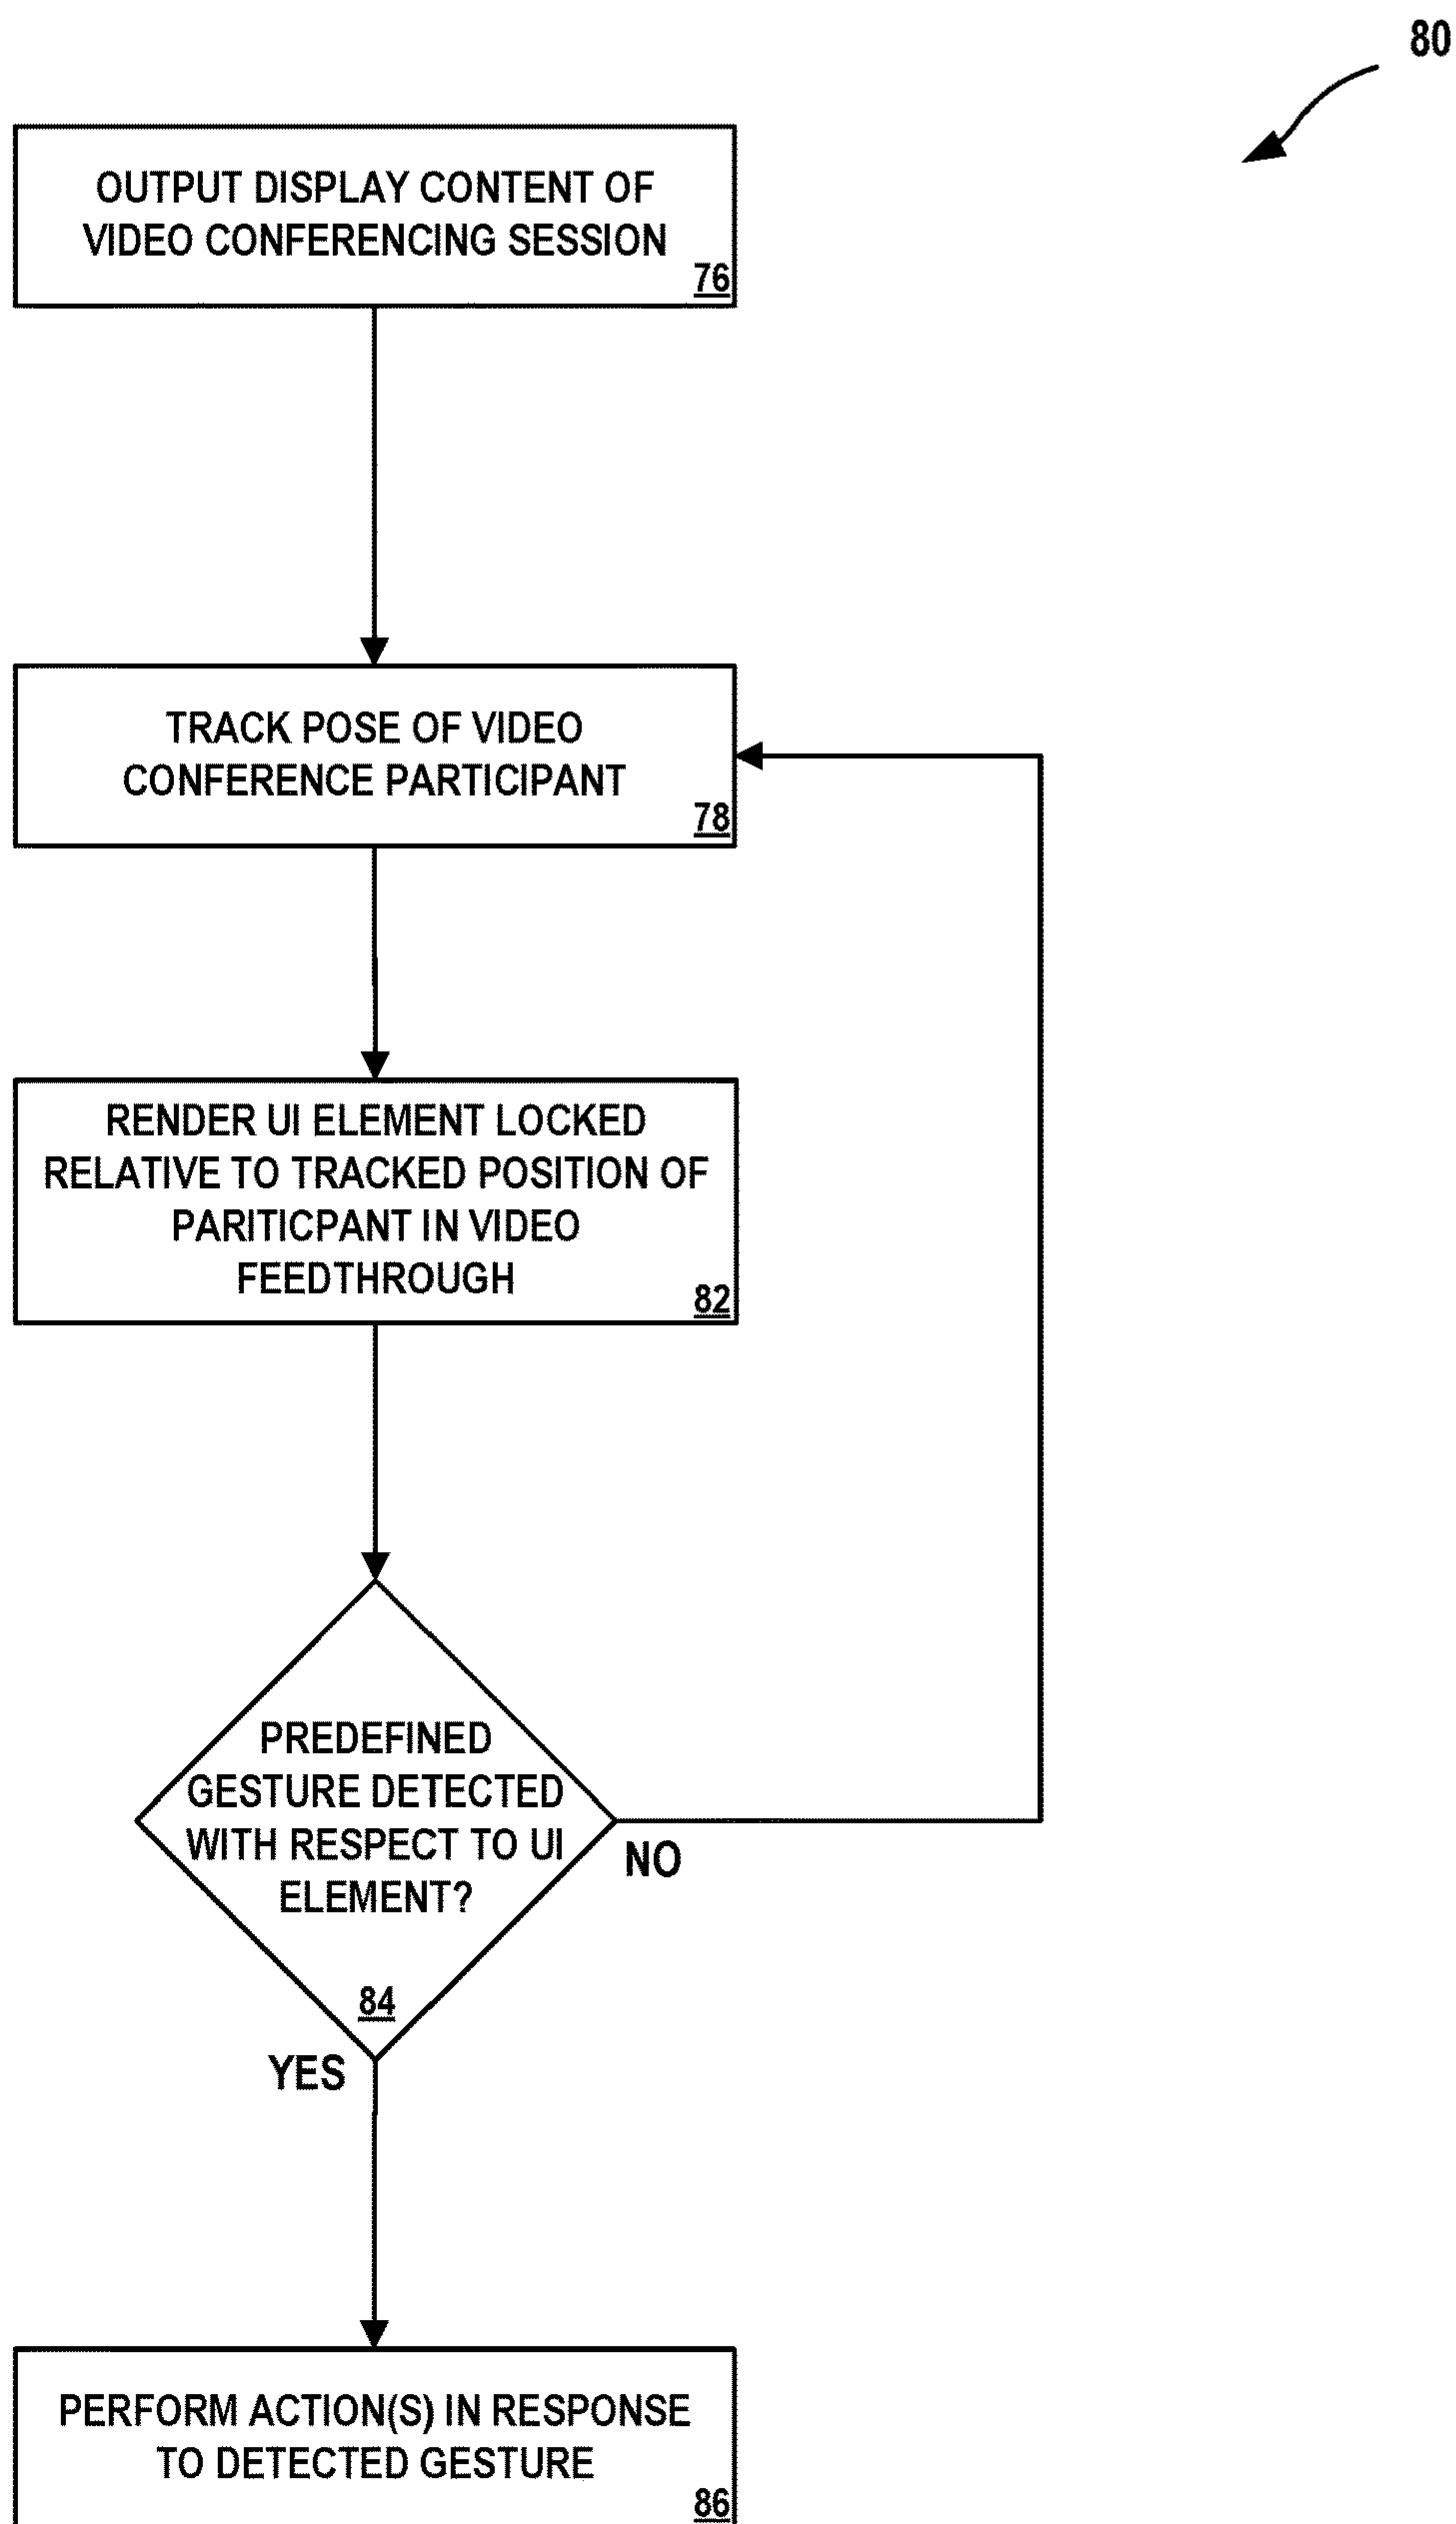 80
OUTPUT DISPLAY CONTENT OF
VIDEO CONFERENCING SESSION
76
TRACK POSE OF VIDEO
CONFERENCE PARTICIPANT
78
RENDER UI ELEMENT LOCKED
RELATIVE TO TRACKED POSITION OF
PARITICPANT IN VIDEO
FEEDTHROUGH
82
PREDEFINED
GESTURE DETECTED
WITH RESPECT TO UI
ELEMENT?
84
NO
YES
PERFORM ACTION(S) IN RESPONSE
TO DETECTED GESTURE
86